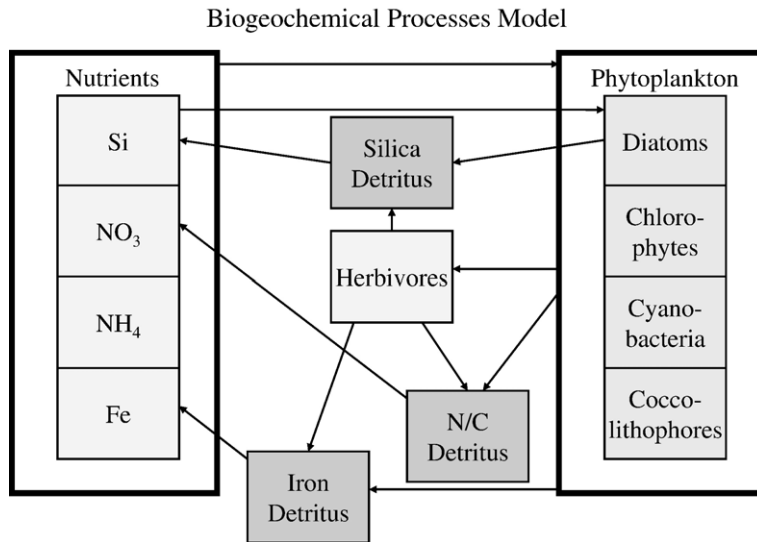 Biogeochemical Processes Model
Nutrients
Si
NO₃
NH₄
Fe
Silica
Detritus
Herbivores
N/C
Detritus
Iron
Detritus
Phytoplankton
Diatoms
Chloro-
phytes
Cyano-
bacteria
Cocco-
lithophores